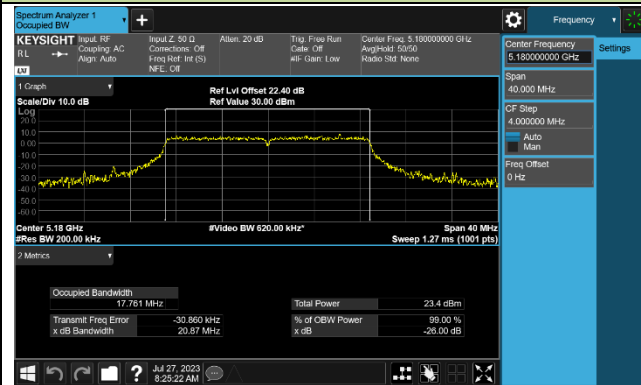 Spectrum Analyzer 1
Occupied BW
Frequency
KEYSIGHT
RL
LXI
Input: RF
Coupling: AC
Align: Auto
Input Z: 50 Ω
Corrections: Off
Freq Ref: Int (S)
NFE: Off
Atten: 20 dB
Trig: Free Run
Gate: Off
#IF Gain: Low
Center Freq: 5.180000000 GHz
Avg|Hold: 50/50
Radio Std: None
Center Frequency
5.180000000 GHz
Settings
Span
40.000 MHz
CF Step
4.000000 MHz
Auto
Man
Freq Offset
0 Hz
1 Graph
Scale/Div 10.0 dB
Ref Lvl Offset 22.40 dB
Ref Value 30.00 dBm
Log
20.0
10.0
0.00
-10.0
-20.0
-30.0
-40.0
-50.0
-60.0
Center 5.18 GHz
#Res BW 200.00 kHz
#Video BW 620.00 kHz*
Span 40 MHz
Sweep 1.27 ms (1001 pts)
2 Metrics
Occupied Bandwidth
17.761 MHz
Total Power 23.4 dBm
Transmit Freq Error -30.860 kHz
% of OBW Power 99.00 %
x dB Bandwidth 20.87 MHz
x dB -26.00 dB
Jul 27, 2023
8:25:22 AM